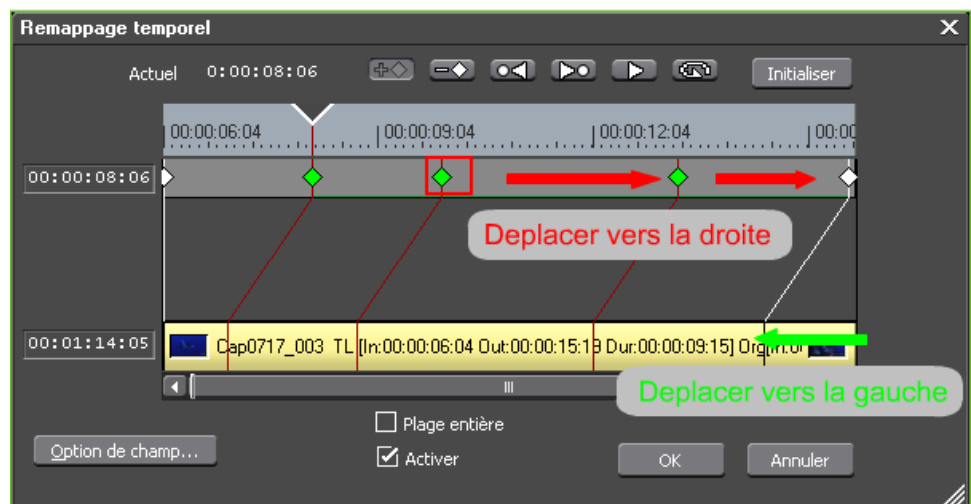 Remappage temporel
Actuel 0:00:08:06 Initialiser
00:00:06:04 00:00:09:04 00:00:12:04 00:00
00:00:08:06
Deplacer vers la droite
00:01:14:05 Cap0717_003 TL [In:00:00:06:04 Out:00:00:15:19 Dur:00:00:09:15]
Deplacer vers la gauche
Plage entière
Option de champ... Activer OK Annuler